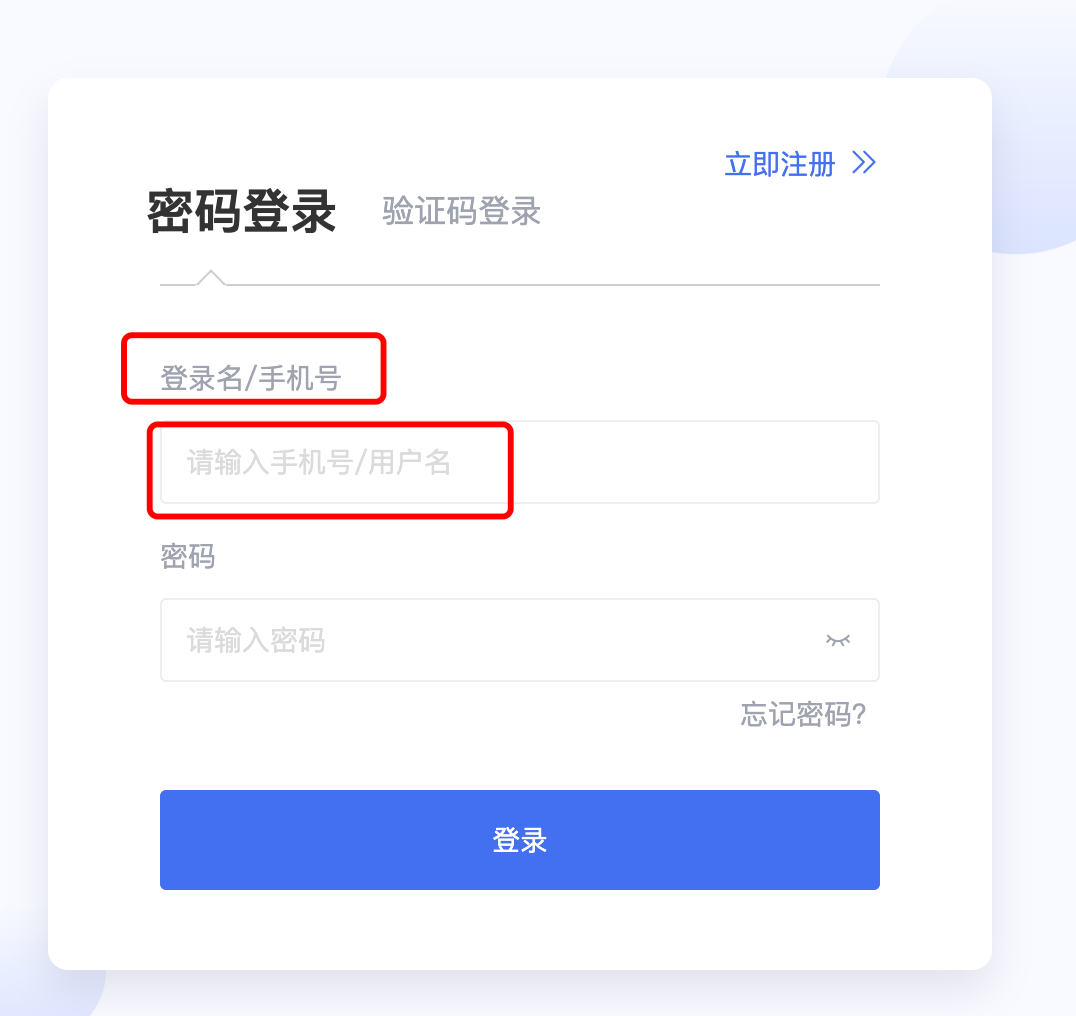 立即注册
密码登录 验证码登录
登录名/手机号
请输入手机号/用户名
密码
请输入密码
忘记密码?
登录